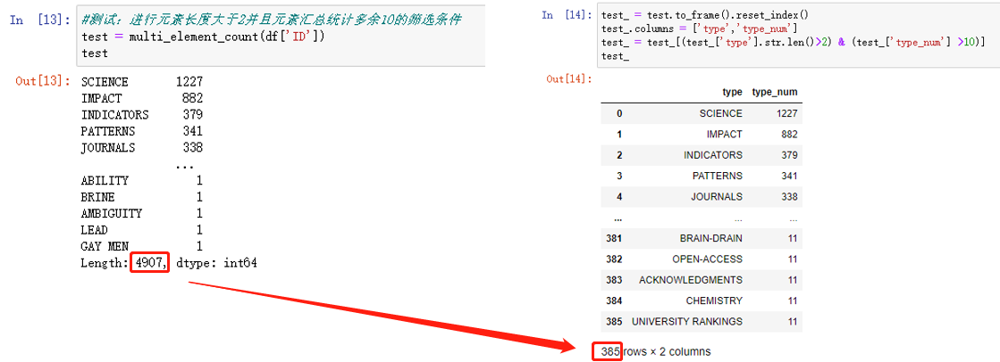 In [13]:
#测试：进行元素长度大于2并且元素汇总统计多余10的筛选条件
test = multi_element_count(df['ID'])
test
Out[13]:
SCIENCE 1227
IMPACT 882
INDICATORS 379
PATTERNS 341
JOURNALS 338
...
ABILITY 1
BRINE 1
AMBIGUITY 1
LEAD 1
GAY MEN 1
Length: 4907, dtype: int64
In [14]:
test_ = test.to_frame().reset_index()
test_.columns = ['type','type_num']
test_ = test_[(test_['type'].str.len()>2) & (test_['type_num'] >10)]
test_
Out[14]:
type type_num
0 SCIENCE 1227
1 IMPACT 882
2 INDICATORS 379
3 PATTERNS 341
4 JOURNALS 338
... ... ...
381 BRAIN-DRAIN 11
382 OPEN-ACCESS 11
383 ACKNOWLEDGMENTS 11
384 CHEMISTRY 11
385 UNIVERSITY RANKINGS 11
385 rows × 2 columns